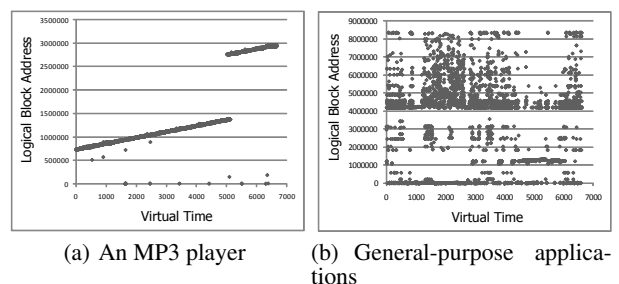 3500000
3000000
2500000
2000000
1500000
1000000
500000
0
0 1000 2000 3000 4000 5000 6000 7000
Logical Block Address
Virtual Time
(a) An MP3 player
9000000
8000000
7000000
6000000
5000000
4000000
3000000
2000000
1000000
0
0 1000 2000 3000 4000 5000 6000 7000
Logical Block Address
Virtual Time
(b) General-purpose applica-
tions